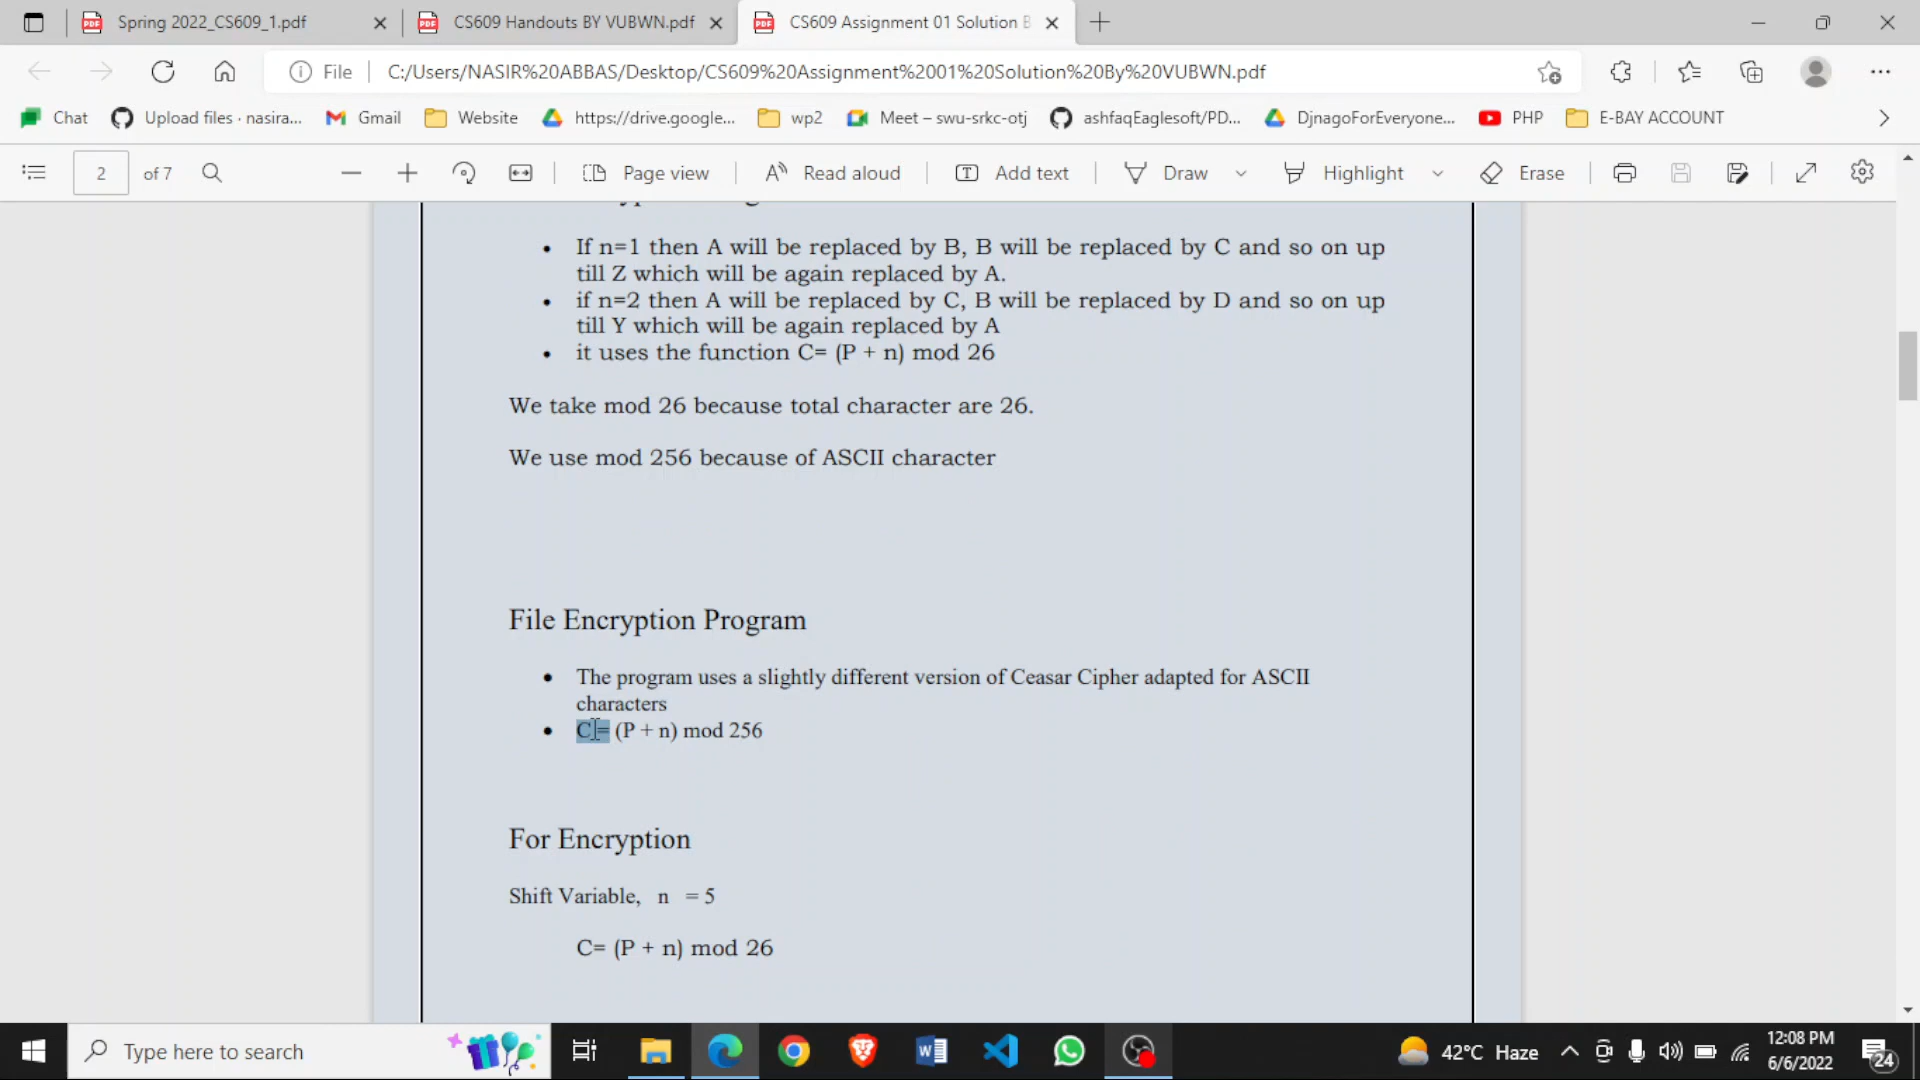 Spring 2022_CS609_1.pdf
CS609 Handouts BY VUBWN.pdf
CS609 Assignment 01 Solution B
File
C:/Users/NASIR%20ABBAS/Desktop/CS609%20Assignment%2001%20Solution%20By%20VUBWN.pdf
Chat
Upload files · nasira...
Gmail
Website
https://drive.google...
wp2
Meet – swu-srkc-otj
ashfaqEaglesoft/PD...
DjnagoForEveryone...
PHP
E-BAY ACCOUNT
2 of 7
Page view
Read aloud
Add text
Draw
Highlight
Erase
• If n=1 then A will be replaced by B, B will be replaced by C and so on up
till Z which will be again replaced by A.
• if n=2 then A will be replaced by C, B will be replaced by D and so on up
till Y which will be again replaced by A
• it uses the function C= (P + n) mod 26
We take mod 26 because total character are 26.
We use mod 256 because of ASCII character
File Encryption Program
• The program uses a slightly different version of Ceasar Cipher adapted for ASCII
characters
• C = (P + n) mod 256
For Encryption
Shift Variable, n = 5
C= (P + n) mod 26
Type here to search
42°C Haze
12:08 PM
6/6/2022
24